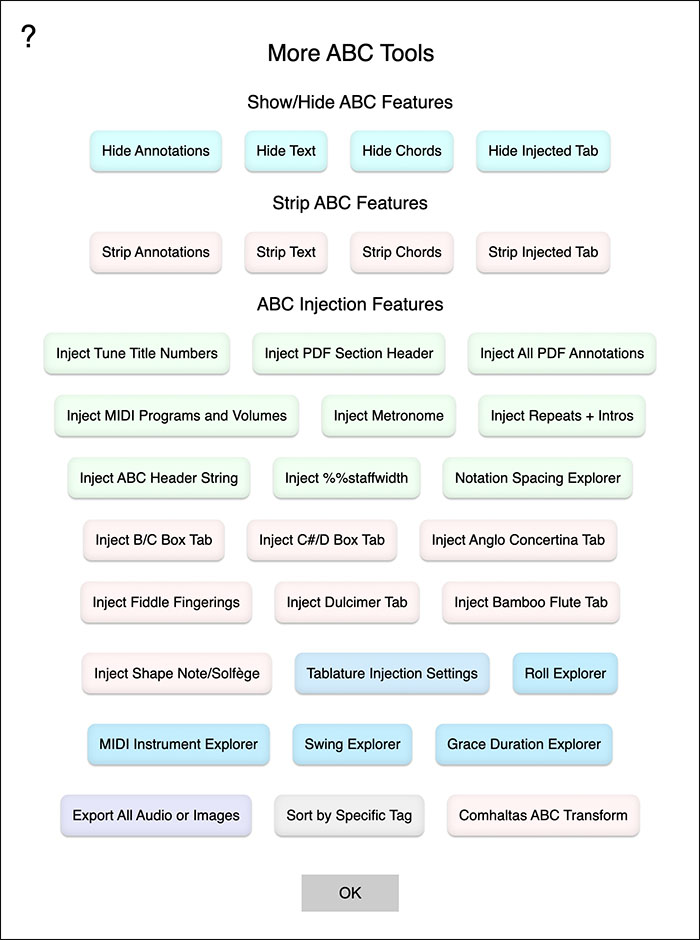 ?
More ABC Tools
Show/Hide ABC Features
Hide Annotations Hide Text Hide Chords Hide Injected Tab
Strip ABC Features
Strip Annotations Strip Text Strip Chords Strip Injected Tab
ABC Injection Features
Inject Tune Title Numbers Inject PDF Section Header Inject All PDF Annotations
Inject MIDI Programs and Volumes Inject Metronome Inject Repeats + Intros
Inject ABC Header String Inject %%staffwidth Notation Spacing Explorer
Inject B/C Box Tab Inject C#/D Box Tab Inject Anglo Concertina Tab
Inject Fiddle Fingerings Inject Dulcimer Tab Inject Bamboo Flute Tab
Inject Shape Note/Solfège Tablature Injection Settings Roll Explorer
MIDI Instrument Explorer Swing Explorer Grace Duration Explorer
Export All Audio or Images Sort by Specific Tag Comhaltas ABC Transform
OK